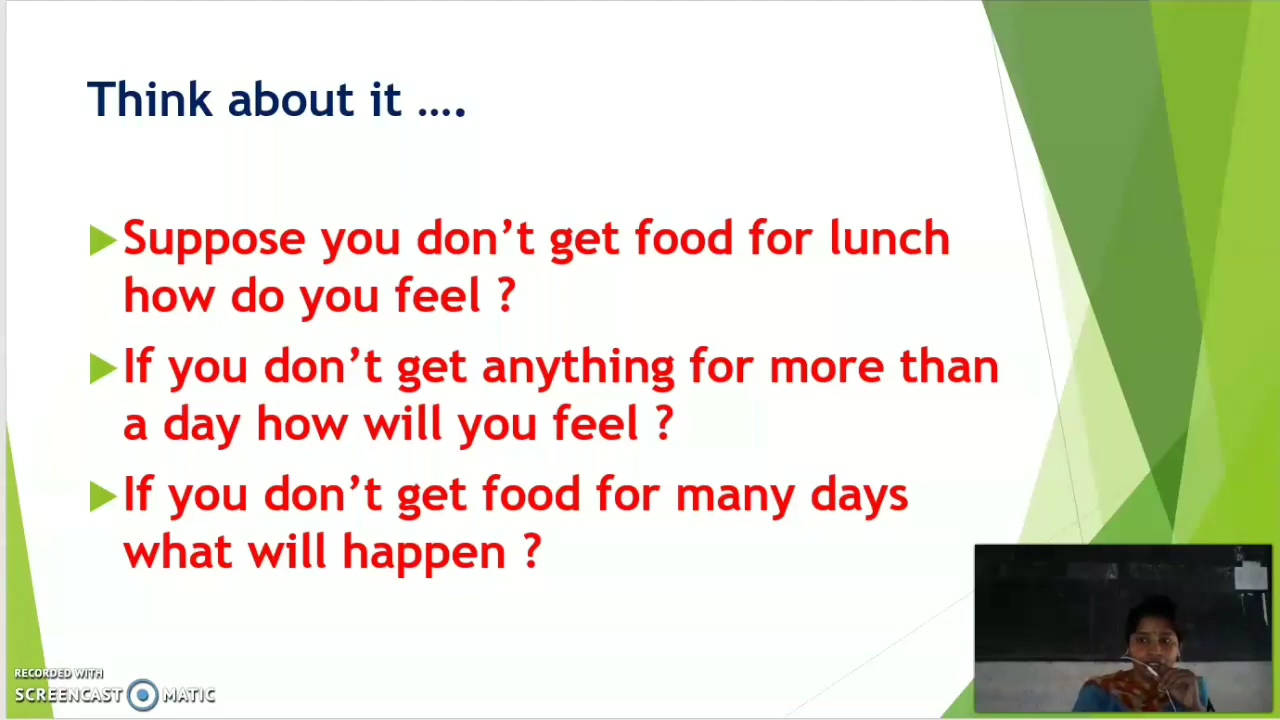 Think about it ....
Suppose you don't get food for lunch
how do you feel ?
If you don't get anything for more than
a day how will you feel ?
If you don't get food for many days
what will happen ?
RECORDED WITH
SCREENCAST MATIC